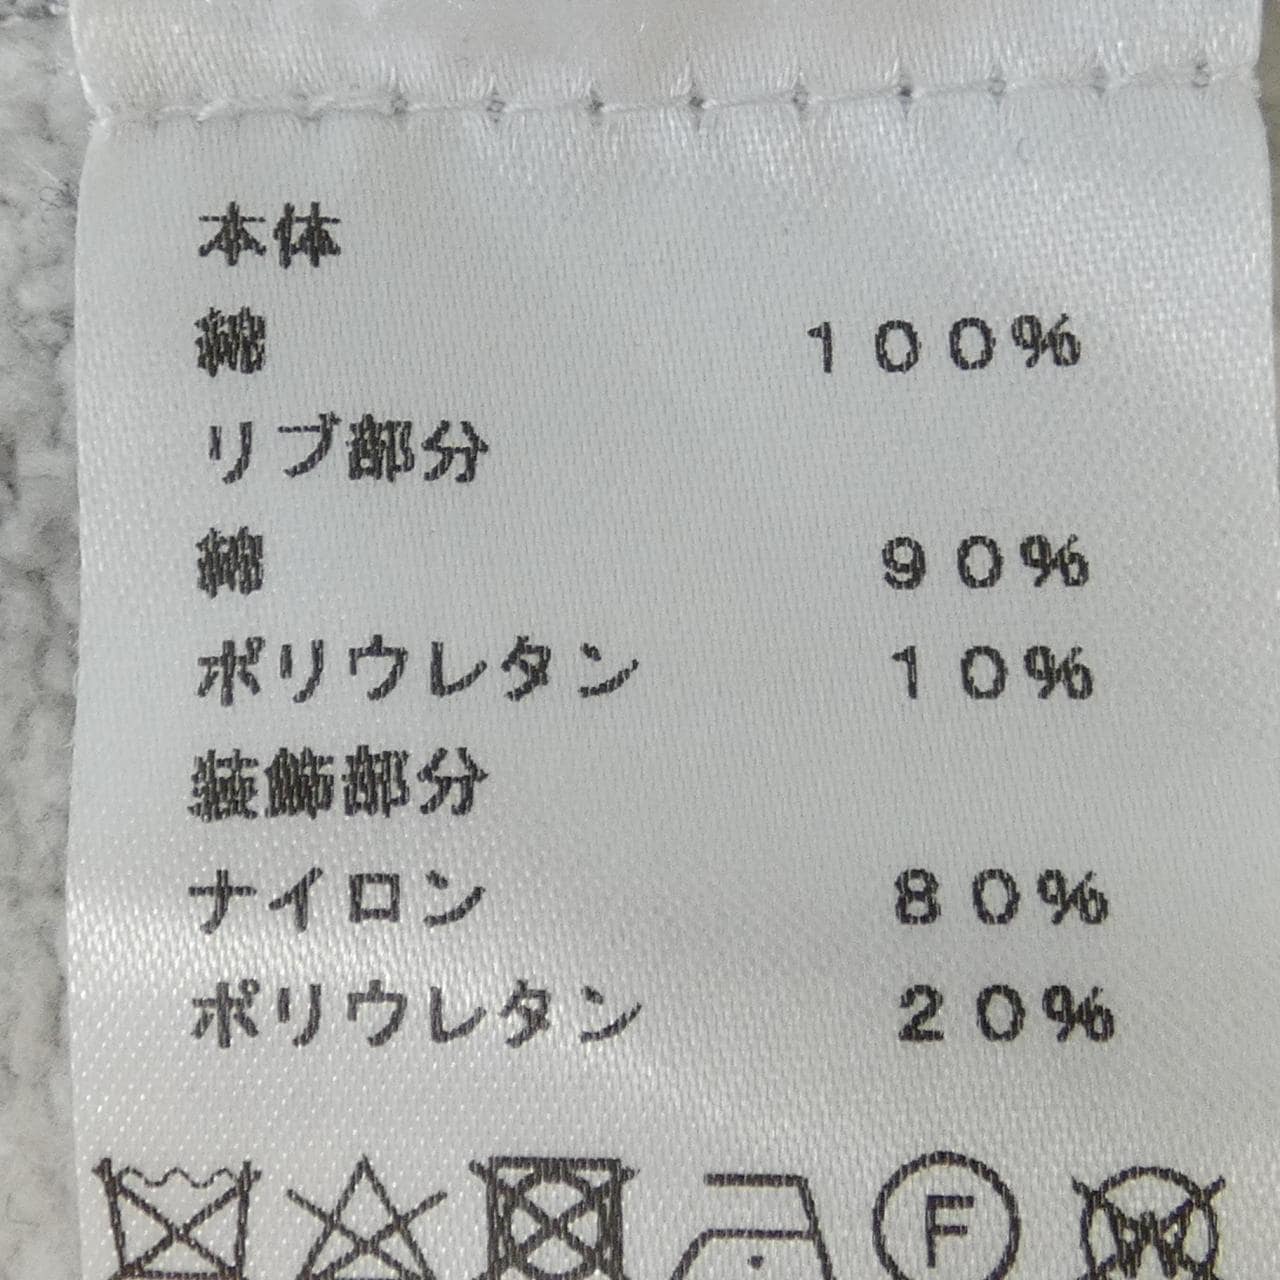 本体
綿 100%
リブ部分
綿 90%
ポリウレタン 10%
装飾部分
ナイロン 80%
ポリウレタン 20%
F W